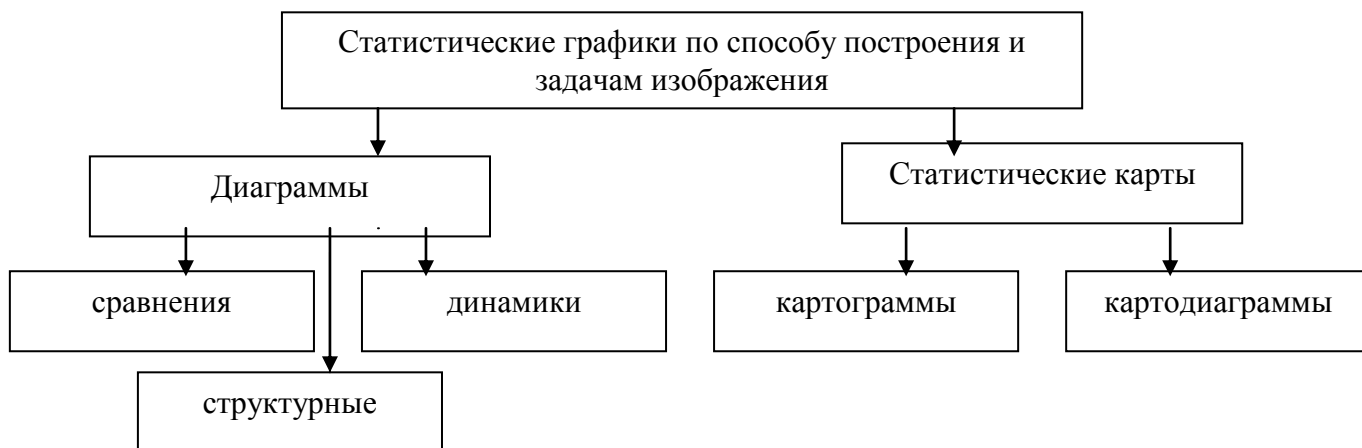 Статистические графики по способу построения и
задачам изображения
Диаграммы
Статистические карты
сравнения
динамики
картограммы
картодиаграммы
структурные